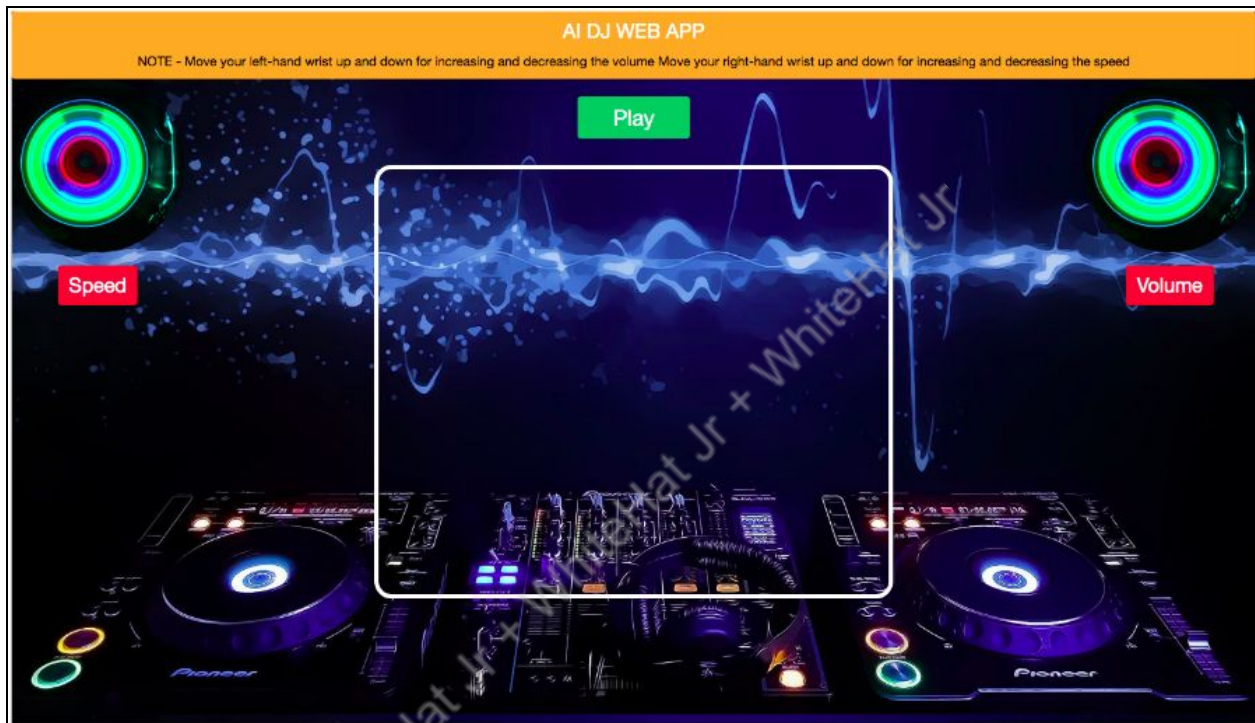 AI DJ WEB APP
NOTE - Move your left-hand wrist up and down for increasing and decreasing the volume Move your right-hand wrist up and down for increasing and decreasing the speed
Play
Speed
Volume
WhiteHat Jr + WhiteHat Jr
Pioneer
Pioneer